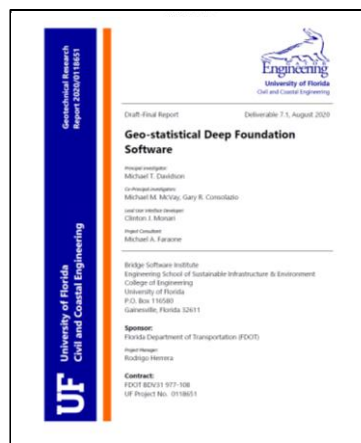 Geotechnical Research
Report 2020/0118651
University of Florida
Civil and Coastal Engineering
UF
Engineering
University of Florida
Civil and Coastal Engineering
Draft-Final Report
Deliverable 7.1, August 2020
Geo-statistical Deep Foundation
Software
Principal investigator:
Michael T. Davidson
Co-Principal investigators:
Michael M. McVay, Gary R. Consolazio
Lead User Interface Developer:
Clinton J. Monari
Project Consultant:
Michael A. Faraone
Bridge Software Institute
Engineering School of Sustainable Infrastructure & Environment
College of Engineering
University of Florida
P.O. Box 116580
Gainesville, Florida 32611
Sponsor:
Florida Department of Transportation (FDOT)
Project Manager:
Rodrigo Herrera
Contract:
FDOT BDV31 977-108
UF Project No. 0118651